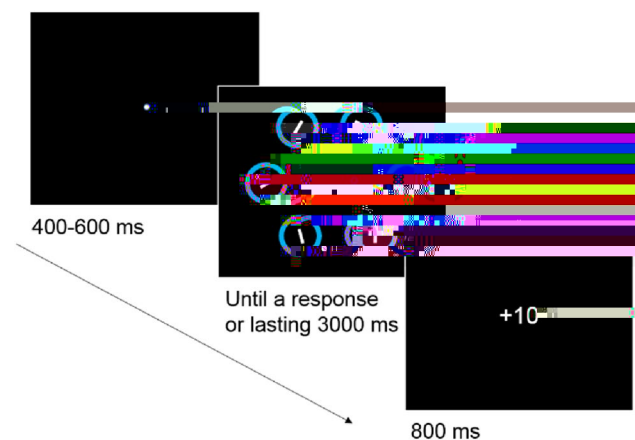 400-600 ms
Until a response
or lasting 3000 ms
+10
800 ms